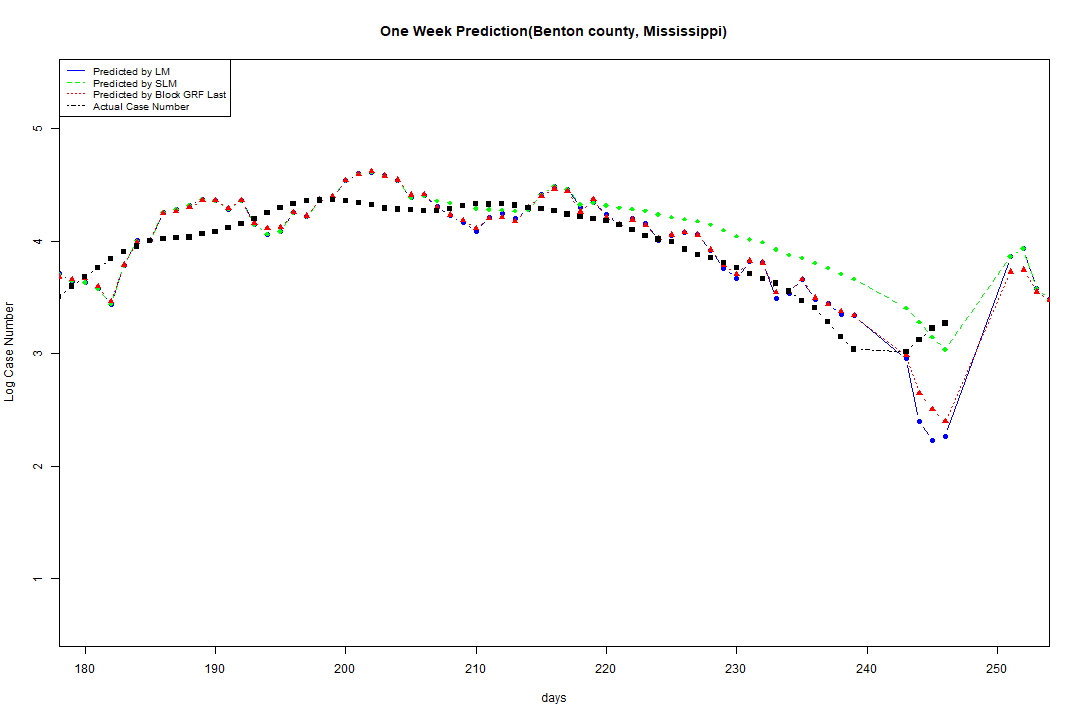 One Week Prediction(Benton county, Mississippi)
Predicted by LM
Predicted by SLM
Predicted by Block GRF Last
Actual Case Number
5
4
3
2
1
Log Case Number
180 190 200 210 220 230 240 250
days